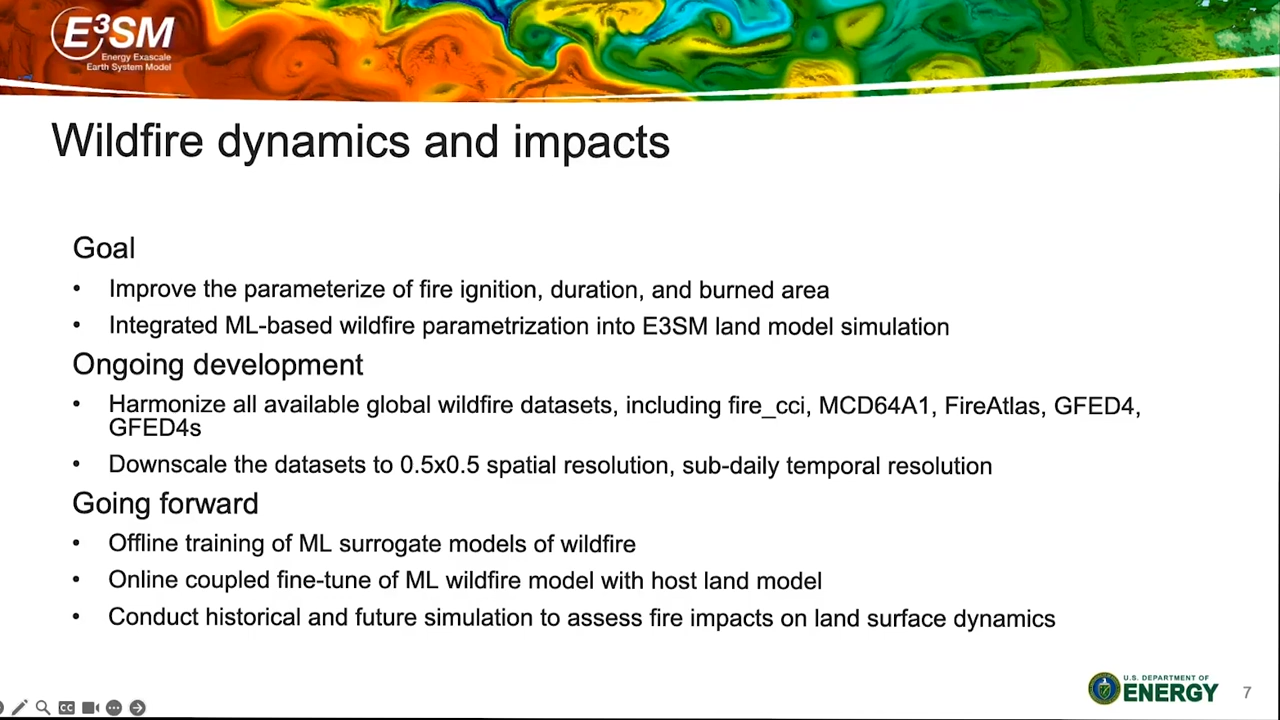 E³SM
Energy Exascale
Earth System Model
Wildfire dynamics and impacts
Goal
• Improve the parameterize of fire ignition, duration, and burned area
• Integrated ML-based wildfire parametrization into E3SM land model simulation
Ongoing development
• Harmonize all available global wildfire datasets, including fire_cci, MCD64A1, FireAtlas, GFED4,
GFED4s
• Downscale the datasets to 0.5x0.5 spatial resolution, sub-daily temporal resolution
Going forward
• Offline training of ML surrogate models of wildfire
• Online coupled fine-tune of ML wildfire model with host land model
• Conduct historical and future simulation to assess fire impacts on land surface dynamics
CC
U.S. DEPARTMENT OF
ENERGY
7